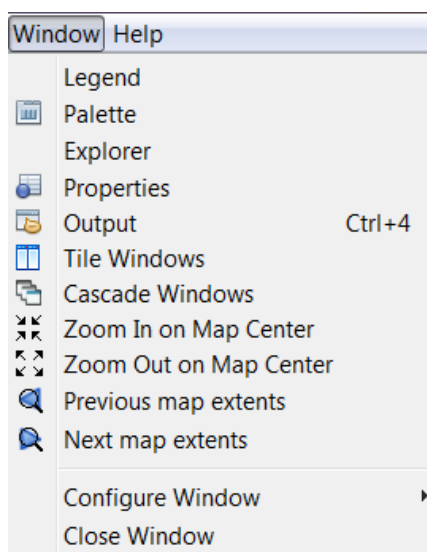 Window Help
Legend
Palette
Explorer
Properties
Output Ctrl+4
Tile Windows
Cascade Windows
Zoom In on Map Center
Zoom Out on Map Center
Previous map extents
Next map extents
Configure Window
Close Window